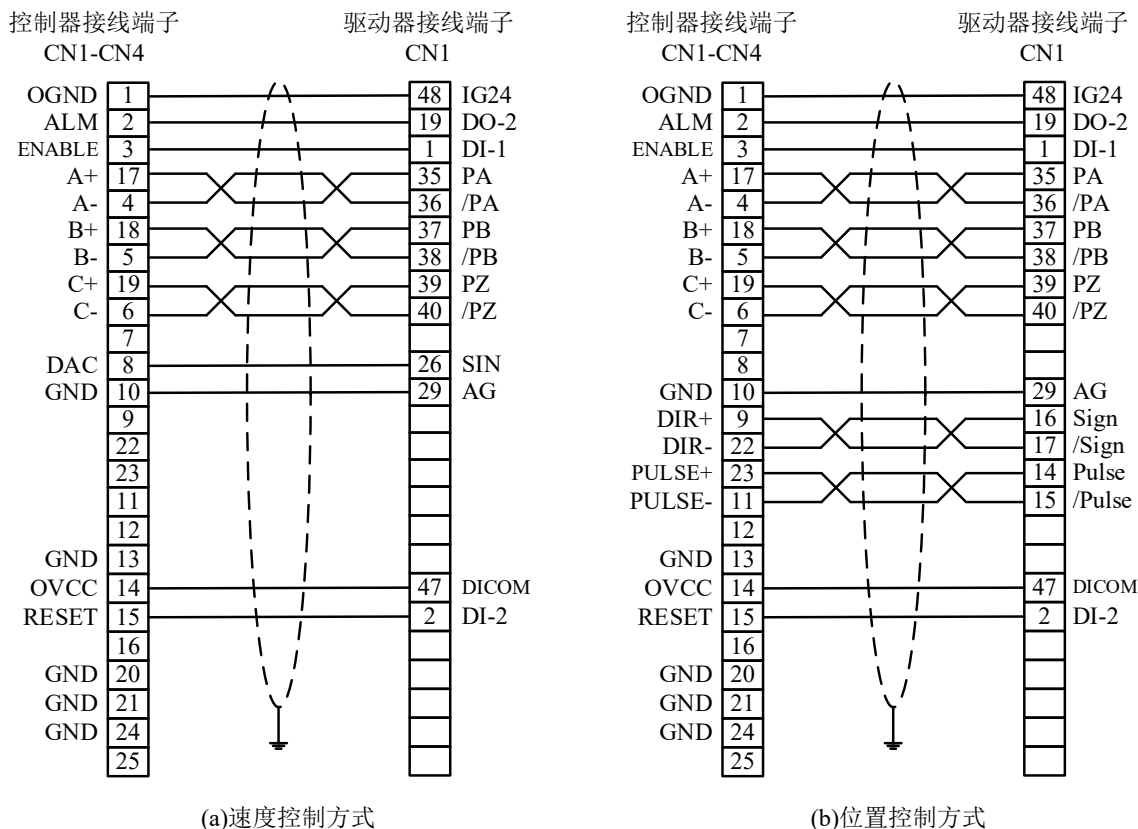 控制器接线端子 驱动器接线端子
CN1-CN4 CN1
OGND 1 48 IG24
ALM 2 19 DO-2
ENABLE 3 1 DI-1
A+ 17 35 PA
A- 4 36 /PA
B+ 18 37 PB
B- 5 38 /PB
C+ 19 39 PZ
C- 6 40 /PZ
7
DAC 8 26 SIN
GND 10 29 AG
9
22
23
11
12
GND 13
OVCC 14 47 DICOM
RESET 15 2 DI-2
16
GND 20
GND 21
GND 24
25
(a)速度控制方式
控制器接线端子 驱动器接线端子
CN1-CN4 CN1
OGND 1 48 IG24
ALM 2 19 DO-2
ENABLE 3 1 DI-1
A+ 17 35 PA
A- 4 36 /PA
B+ 18 37 PB
B- 5 38 /PB
C+ 19 39 PZ
C- 6 40 /PZ
7
8
GND 10 29 AG
DIR+ 9 16 Sign
DIR- 22 17 /Sign
PULSE+ 23 14 Pulse
PULSE- 11 15 /Pulse
12
GND 13
OVCC 14 47 DICOM
RESET 15 2 DI-2
16
GND 20
GND 21
GND 24
25
(b)位置控制方式